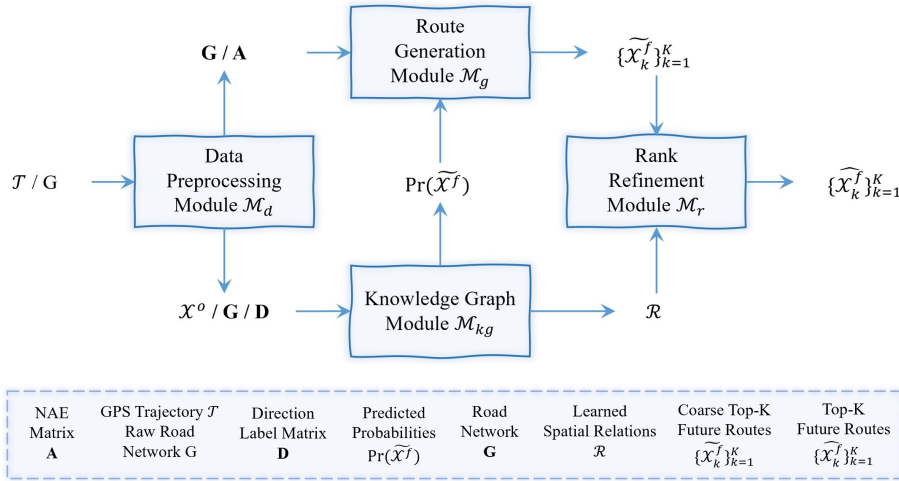 G / A
Route
Generation
Module ℳ_g
{𝒳̃_k^f}_{k=1}^K
𝒯 / G
Data
Preprocessing
Module ℳ_d
Pr(𝒳̃^f)
Rank
Refinement
Module ℳ_r
{𝒳̂_k^f}_{k=1}^K
𝒳^o / G / D
Knowledge Graph
Module ℳ_kg
ℛ
NAE
Matrix
A
GPS Trajectory 𝒯
Raw Road
Network G
Direction
Label Matrix
D
Predicted
Probabilities
Pr(𝒳̃^f)
Road
Network
G
Learned
Spatial Relations
ℛ
Coarse Top-K
Future Routes
{𝒳̃_k^f}_{k=1}^K
Top-K
Future Routes
{𝒳̂_k^f}_{k=1}^K